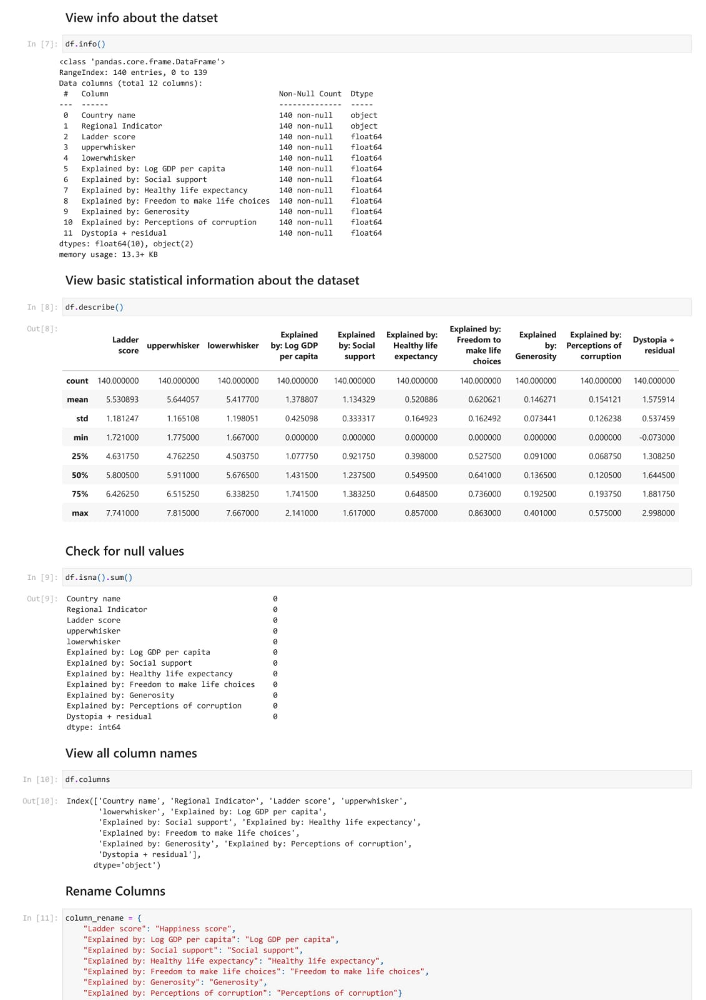 View info about the datset
In [7]: df.info()
<class 'pandas.core.frame.DataFrame'>
RangeIndex: 140 entries, 0 to 139
Data columns (total 12 columns):
# Column Non-Null Count Dtype
--- ------ -------------- -----
0 Country name 140 non-null object
1 Regional Indicator 140 non-null object
2 Ladder score 140 non-null float64
3 upperwhisker 140 non-null float64
4 lowerwhisker 140 non-null float64
5 Explained by: Log GDP per capita 140 non-null float64
6 Explained by: Social support 140 non-null float64
7 Explained by: Healthy life expectancy 140 non-null float64
8 Explained by: Freedom to make life choices 140 non-null float64
9 Explained by: Generosity 140 non-null float64
10 Explained by: Perceptions of corruption 140 non-null float64
11 Dystopia + residual 140 non-null float64
dtypes: float64(10), object(2)
memory usage: 13.3+ KB
View basic statistical information about the dataset
In [8]: df.describe()
Out[8]:
Ladder score upperwhisker lowerwhisker Explained by: Log GDP per capita Explained by: Social support Explained by: Healthy life expectancy Explained by: Freedom to make life choices Explained by: Generosity Explained by: Perceptions of corruption Dystopia + residual
count 140.000000 140.000000 140.000000 140.000000 140.000000 140.000000 140.000000 140.000000 140.000000 140.000000
mean 5.530893 5.644057 5.417700 1.378807 1.134329 0.520886 0.620621 0.146271 0.154121 1.575914
std 1.181247 1.165108 1.198051 0.425098 0.333317 0.164923 0.162492 0.073441 0.126238 0.537459
min 1.721000 1.775000 1.667000 0.000000 0.000000 0.000000 0.000000 0.000000 0.000000 -0.073000
25% 4.631750 4.762250 4.503750 1.077750 0.921750 0.398000 0.527500 0.091000 0.068750 1.308250
50% 5.800500 5.911000 5.676500 1.431500 1.237500 0.549500 0.641000 0.136500 0.120500 1.644500
75% 6.426250 6.515250 6.338250 1.741500 1.383250 0.648500 0.736000 0.192500 0.193750 1.881750
max 7.741000 7.815000 7.667000 2.141000 1.617000 0.857000 0.863000 0.401000 0.575000 2.998000
Check for null values
In [9]: df.isna().sum()
Out[9]: Country name 0
Regional Indicator 0
Ladder score 0
upperwhisker 0
lowerwhisker 0
Explained by: Log GDP per capita 0
Explained by: Social support 0
Explained by: Healthy life expectancy 0
Explained by: Freedom to make life choices 0
Explained by: Generosity 0
Explained by: Perceptions of corruption 0
Dystopia + residual 0
dtype: int64
View all column names
In [10]: df.columns
Out[10]: Index(['Country name', 'Regional Indicator', 'Ladder score', 'upperwhisker',
'lowerwhisker', 'Explained by: Log GDP per capita',
'Explained by: Social support', 'Explained by: Healthy life expectancy',
'Explained by: Freedom to make life choices',
'Explained by: Generosity', 'Explained by: Perceptions of corruption',
'Dystopia + residual'],
dtype='object')
Rename Columns
In [11]: column_rename = {
"Ladder score": "Happiness score",
"Explained by: Log GDP per capita": "Log GDP per capita",
"Explained by: Social support": "Social support",
"Explained by: Healthy life expectancy": "Healthy life expectancy",
"Explained by: Freedom to make life choices": "Freedom to make life choices",
"Explained by: Generosity": "Generosity",
"Explained by: Perceptions of corruption": "Perceptions of corruption"}